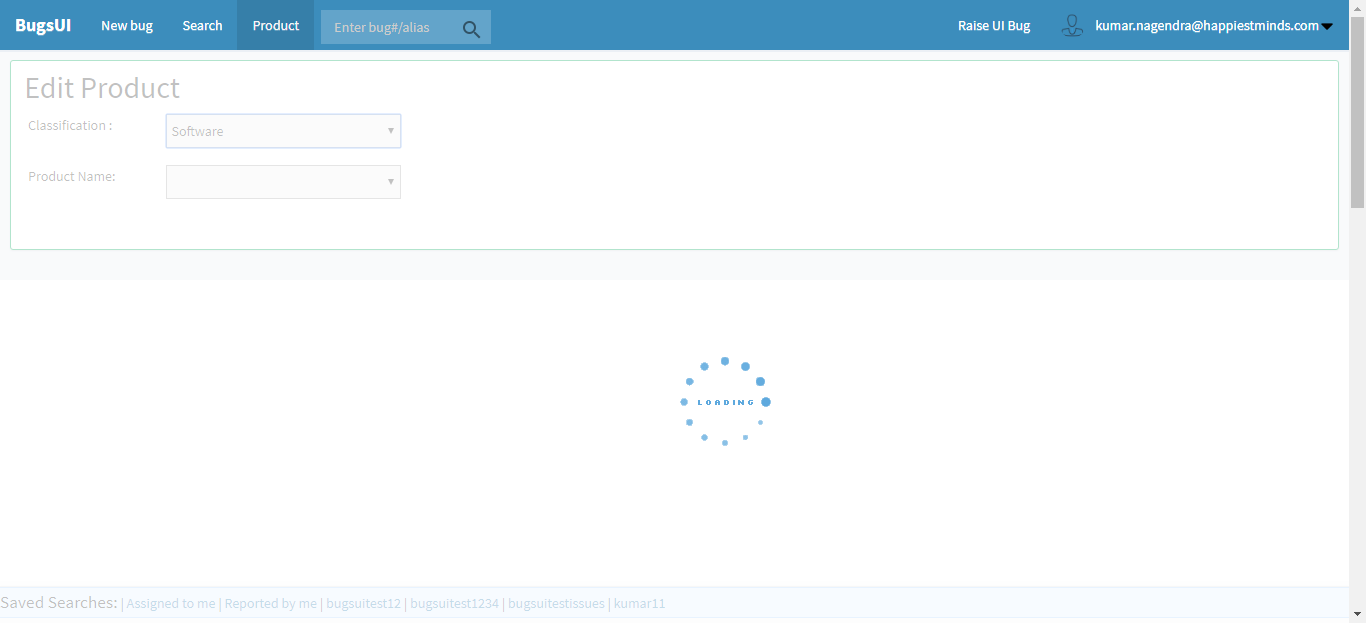 BugsUI New bug Search Product Enter bug#/alias Raise UI Bug kumar.nagendra@happiestminds.com
Edit Product
Classification : Software
Product Name:
LOADING
Saved Searches: | Assigned to me | Reported by me | bugsuitest12 | bugsuitest1234 | bugsuitestissues | kumar11